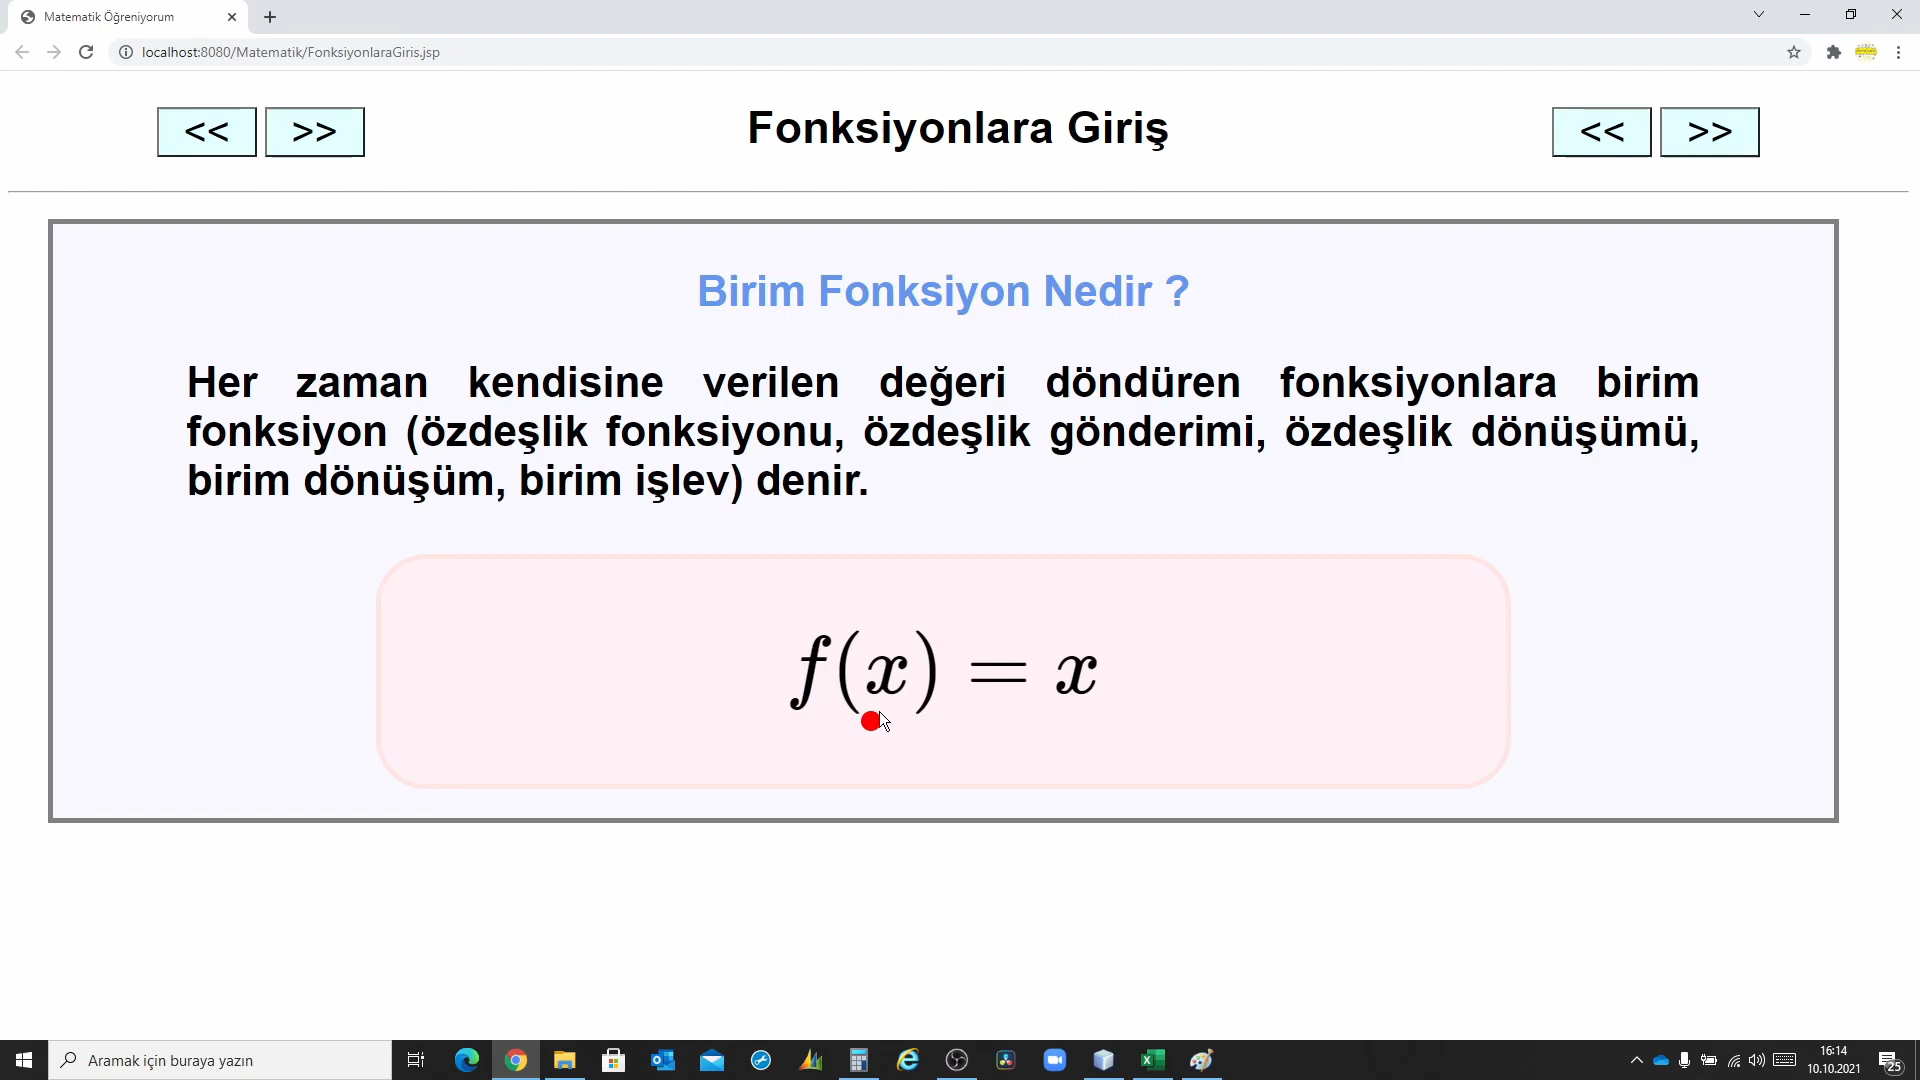 Matematik Öğreniyorum
localhost:8080/Matematik/FonksiyonlaraGiris.jsp
<< >> Fonksiyonlara Giriş << >>
Birim Fonksiyon Nedir ?
Her zaman kendisine verilen değeri döndüren fonksiyonlara birim
fonksiyon (özdeşlik fonksiyonu, özdeşlik gönderimi, özdeşlik dönüşümü,
birim dönüşüm, birim işlev) denir.
f(x) = x
Aramak için buraya yazın
16:14
10.10.2021
25